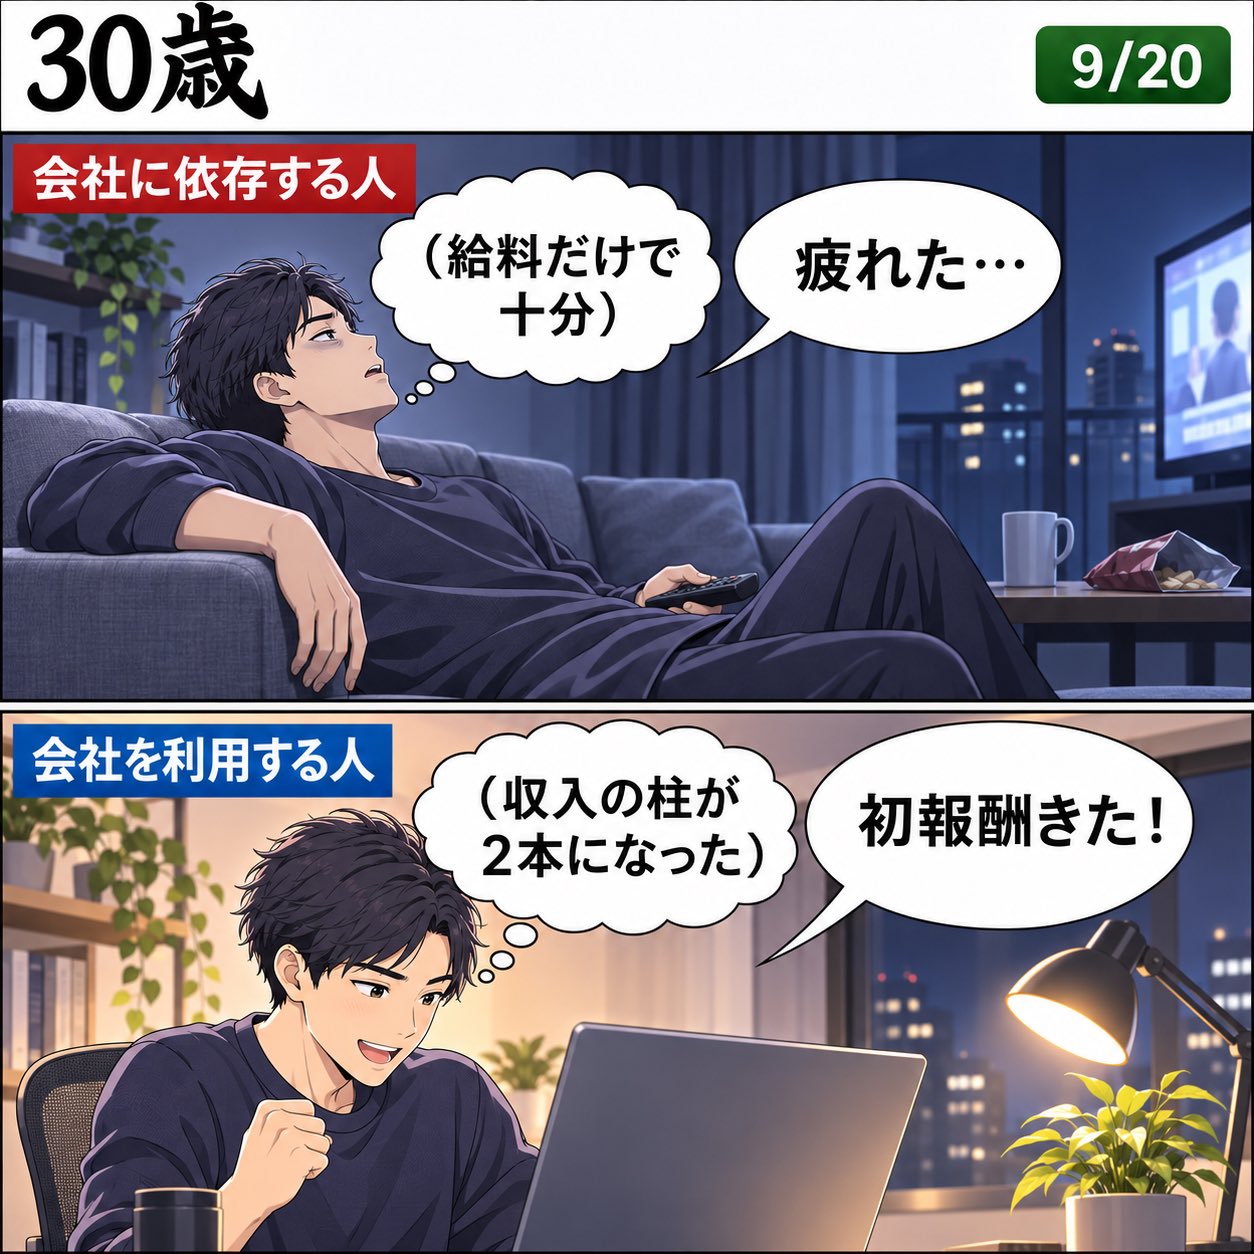 30歳
9/20
会社に依存する人
（給料だけで
十分）
疲れた…
会社を利用する人
（収入の柱が
2本になった）
初報酬きた！